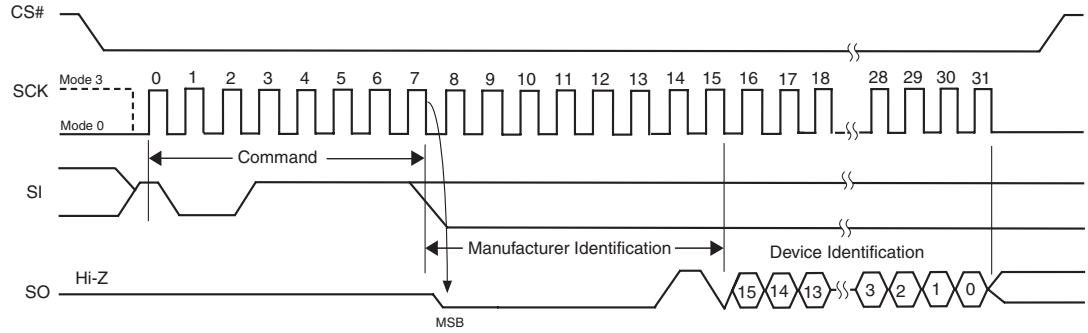 CS#
Mode 3
0 1 2 3 4 5 6 7 8 9 10 11 12 13 14 15 16 17 18 28 29 30 31
SCK
Mode 0
Command
SI
Manufacturer Identification
Device Identification
Hi-Z
SO
15 14 13 3 2 1 0
MSB